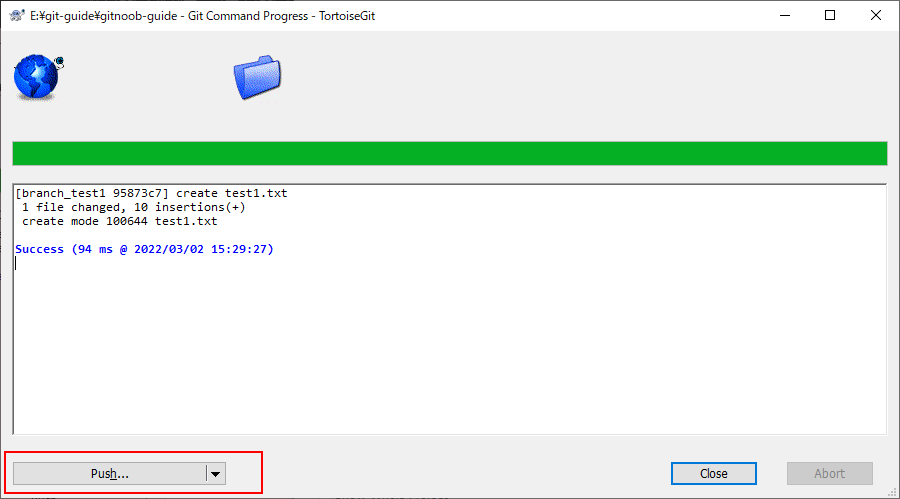 E:¥git-guide¥gitnoob-guide - Git Command Progress - TortoiseGit
[branch_test1 95873c7] create test1.txt
1 file changed, 10 insertions(+)
create mode 100644 test1.txt
Success (94 ms @ 2022/03/02 15:29:27)
Push...
Close
Abort